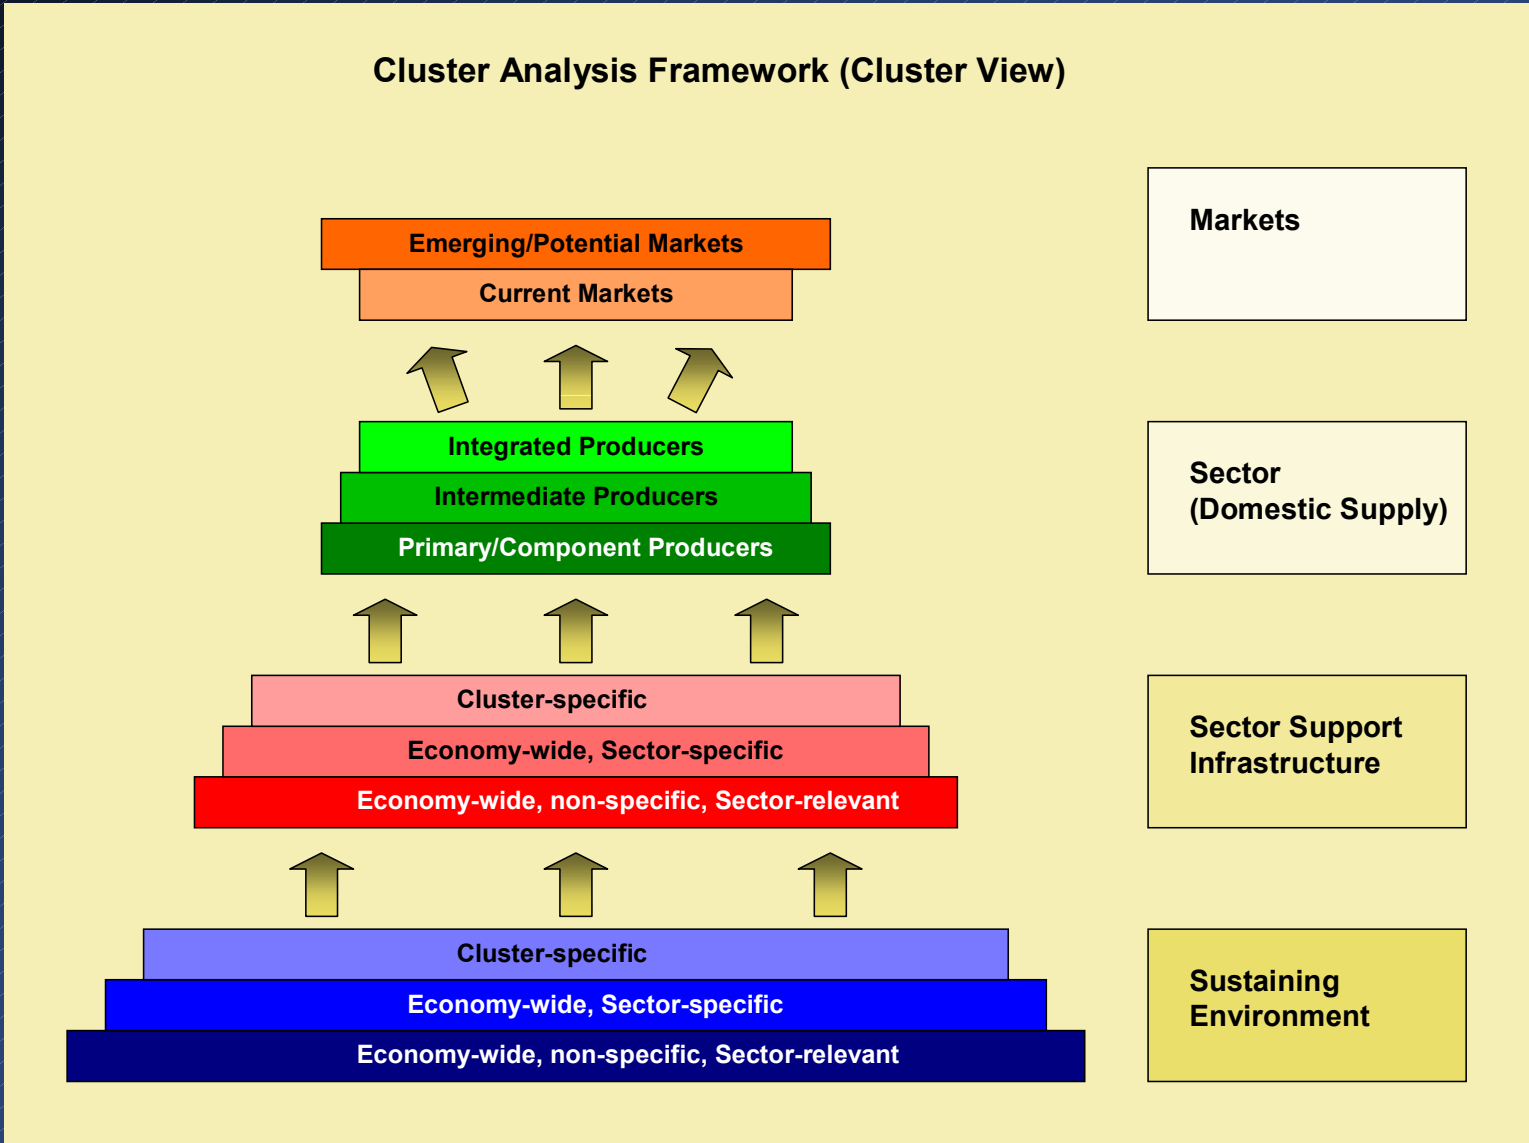 Cluster Analysis Framework (Cluster View)
Emerging/Potential Markets
Current Markets
Markets
Integrated Producers
Intermediate Producers
Primary/Component Producers
Sector
(Domestic Supply)
Cluster-specific
Economy-wide, Sector-specific
Economy-wide, non-specific, Sector-relevant
Sector Support
Infrastructure
Cluster-specific
Economy-wide, Sector-specific
Economy-wide, non-specific, Sector-relevant
Sustaining
Environment